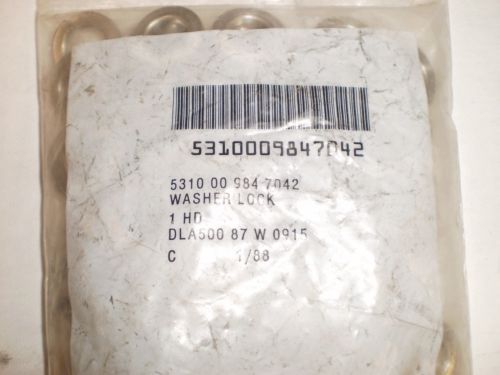 5310009847042
5310 00 984 7042
WASHER LOCK
1 HD
DLA500 87 W 0915
C 1/88